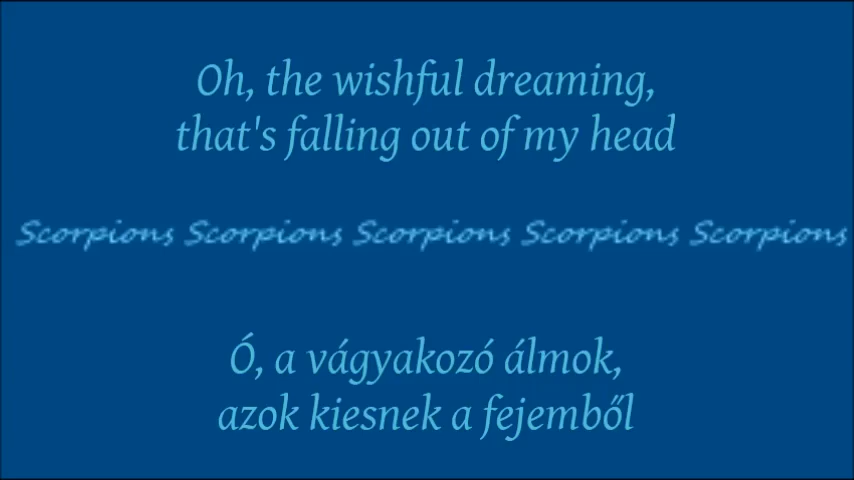 Oh, the wishful dreaming,
that's falling out of my head
Scorpions Scorpions Scorpions Scorpions Scorpions
Ó, a vágyakozó álmok,
azok kiesnek a fejemből